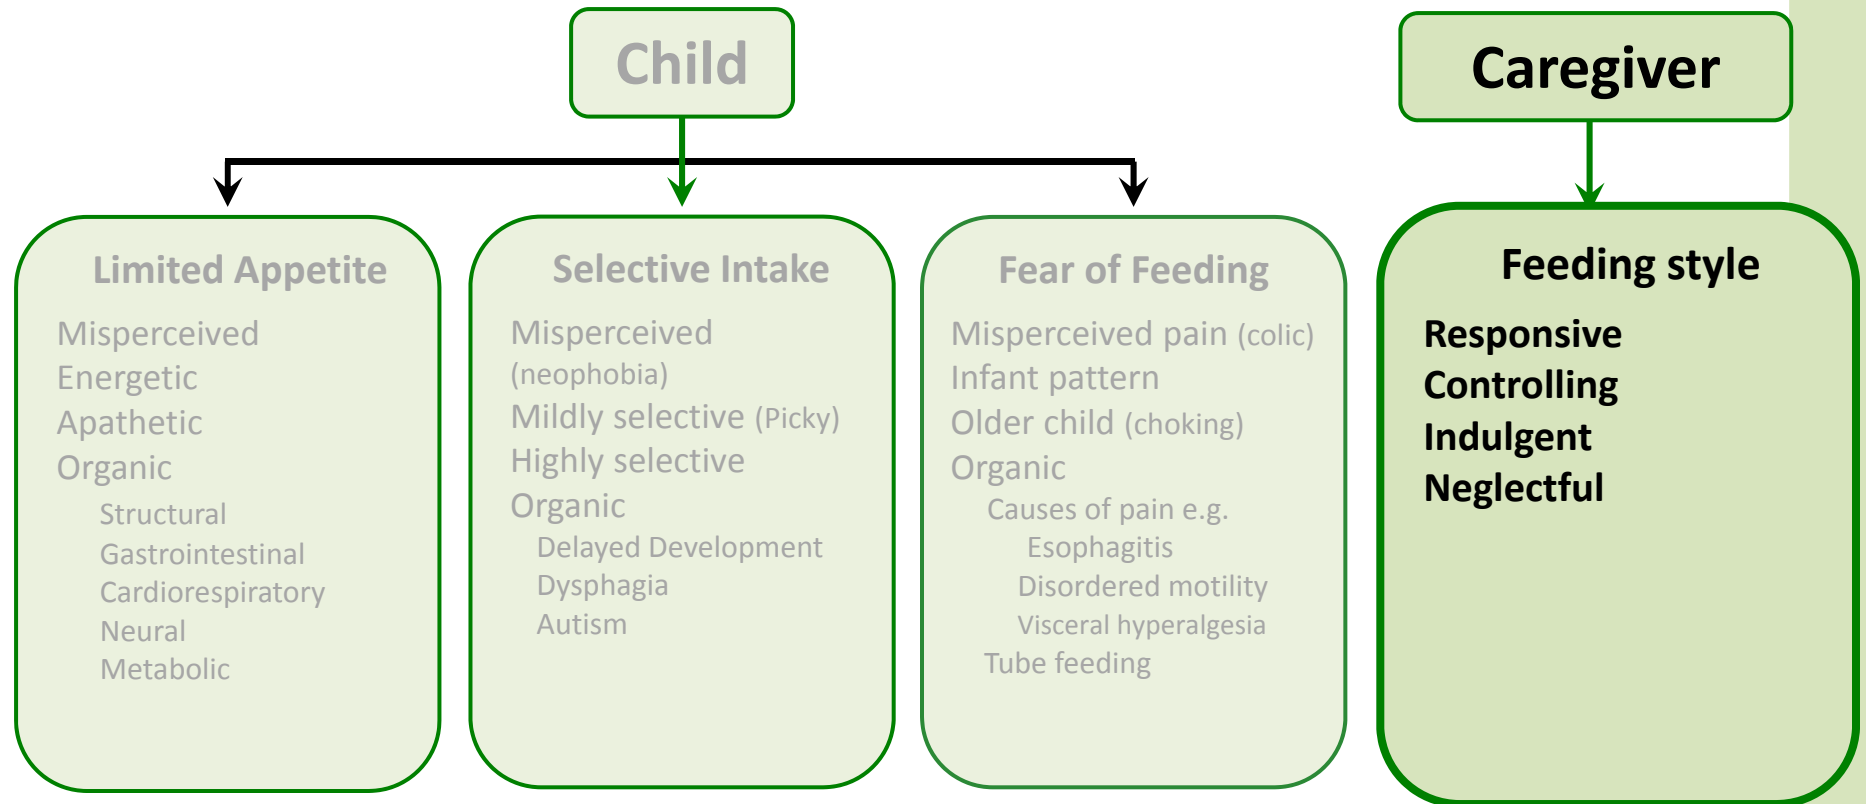 Child
Caregiver
Limited Appetite
Misperceived
Energetic
Apathetic
Organic
Structural
Gastrointestinal
Cardiorespiratory
Neural
Metabolic
Selective Intake
Misperceived
(neophobia)
Mildly selective (Picky)
Highly selective
Organic
Delayed Development
Dysphagia
Autism
Fear of Feeding
Misperceived pain (colic)
Infant pattern
Older child (choking)
Organic
Causes of pain e.g.
Esophagitis
Disordered motility
Visceral hyperalgesia
Tube feeding
Feeding style
Responsive
Controlling
Indulgent
Neglectful